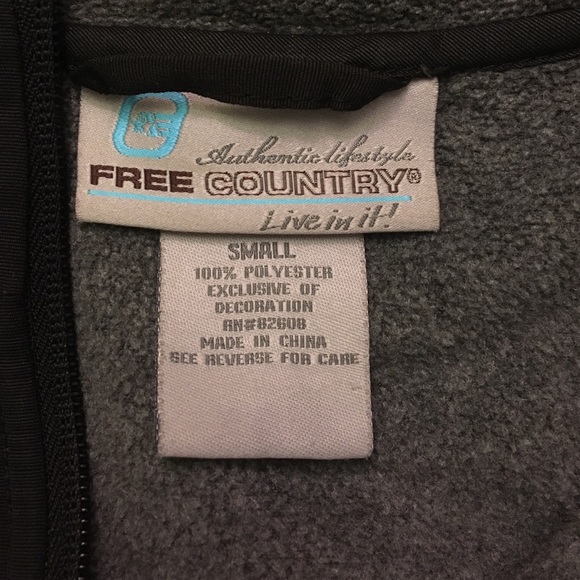 Authentic lifestyle
FREE COUNTRY®
Live in it!
SMALL
100% POLYESTER
EXCLUSIVE OF
DECORATION
RN#82608
MADE IN CHINA
SEE REVERSE FOR CARE